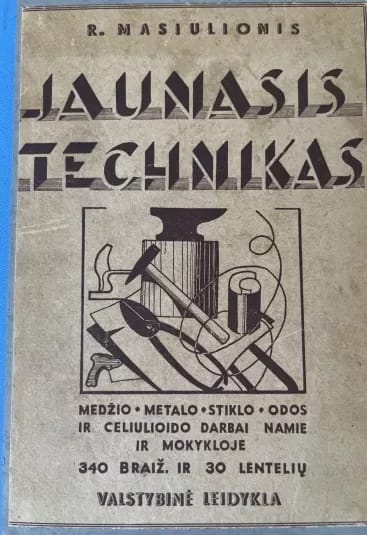 R. MASIULIONIS
JAUNASIS
TECHNIKAS
MEDŽIO • METALO • STIKLO • ODOS
IR CELIULIOIDO DARBAI NAMIE
IR MOKYKLOJE
340 BRAIŽ. IR 30 LENTELIŲ
VALSTYBINĖ LEIDYKLA